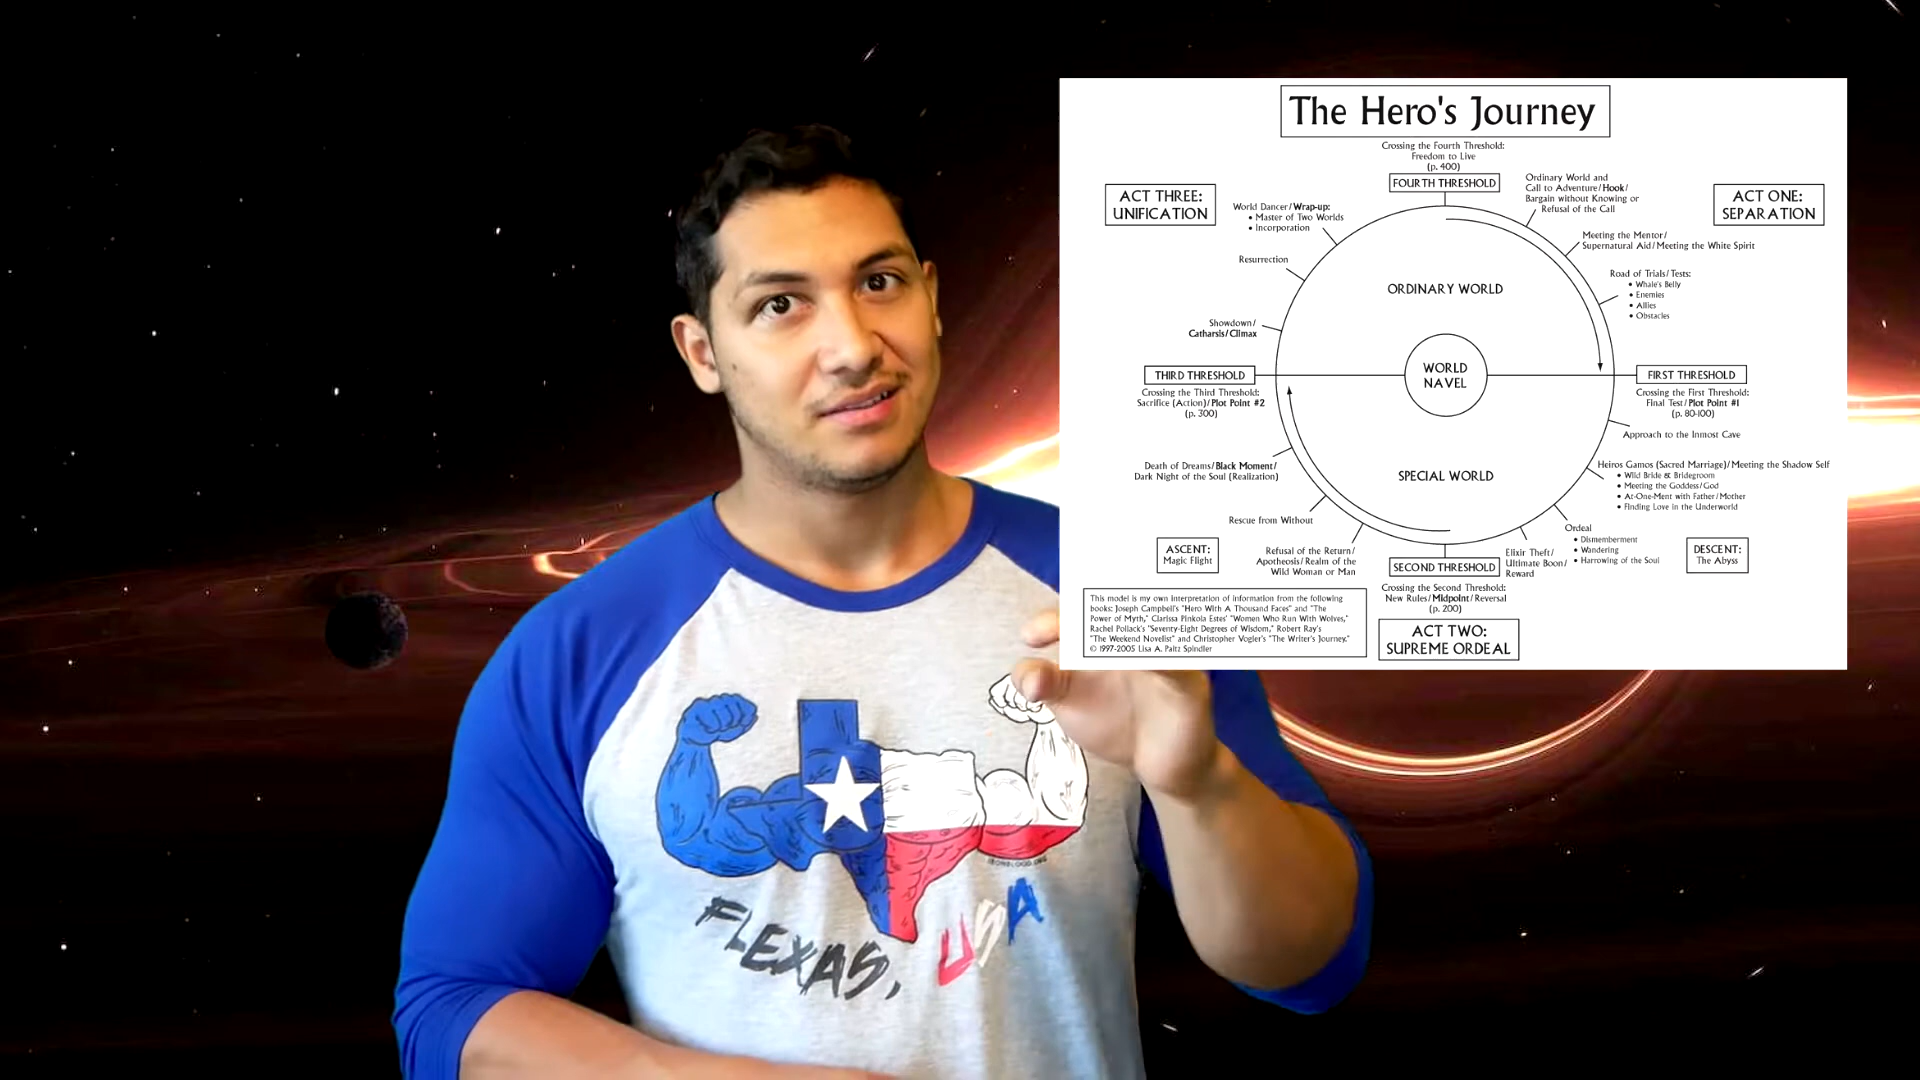 The Hero's Journey
Crossing the Fourth Threshold:
Freedom to Live
(p. 400)
FOURTH THRESHOLD
ACT THREE:
UNIFICATION
World Dancer/Wrap-up:
• Master of Two Worlds
• Incorporation
Resurrection
Showdown/
Catharsis/Climax
Ordinary World and
Call to Adventure/Hook/
Bargain without Knowing or
Refusal of the Call
ACT ONE:
SEPARATION
Meeting the Mentor/
Supernatural Aid/Meeting the White Spirit
Road of Trials/Tests:
• Whale's Belly
• Enemies
• Allies
• Obstacles
ORDINARY WORLD
WORLD
NAVEL
THIRD THRESHOLD
Crossing the Third Threshold:
Sacrifice (Action)/Plot Point #2
(p. 300)
FIRST THRESHOLD
Crossing the First Threshold:
Final Test/Plot Point #1
(p. 80-100)
Approach to the Inmost Cave
SPECIAL WORLD
Death of Dreams/Black Moment/
Dark Night of the Soul (Realization)
Rescue from Without
Refusal of the Return/
Apotheosis/Realm of the
Wild Woman or Man
Heiros Gamos (Sacred Marriage)/Meeting the Shadow Self
• Wild Bride & Bridegroom
• Meeting the Goddess/God
• At-One-Ment with Father/Mother
• Finding Love in the Underworld
Ordeal
• Dismemberment
• Wandering
• Harrowing of the Soul
Elixir Theft/
Ultimate Boon/
Reward
ASCENT:
Magic Flight
DESCENT:
The Abyss
SECOND THRESHOLD
Crossing the Second Threshold:
New Rules/Midpoint/Reversal
(p. 200)
ACT TWO:
SUPREME ORDEAL
This model is my own interpretation of information from the following
books: Joseph Campbell's "Hero With A Thousand Faces" and "The
Power of Myth," Clarissa Pinkola Estes' "Women Who Run With Wolves,"
Rachel Pollack's "Seventy-Eight Degrees of Wisdom," Robert Ray's
"The Weekend Novelist" and Christopher Vogler's "The Writer's Journey."
© 1997-2005 Lisa A. Paitz Spindler
FLEXAS, USA